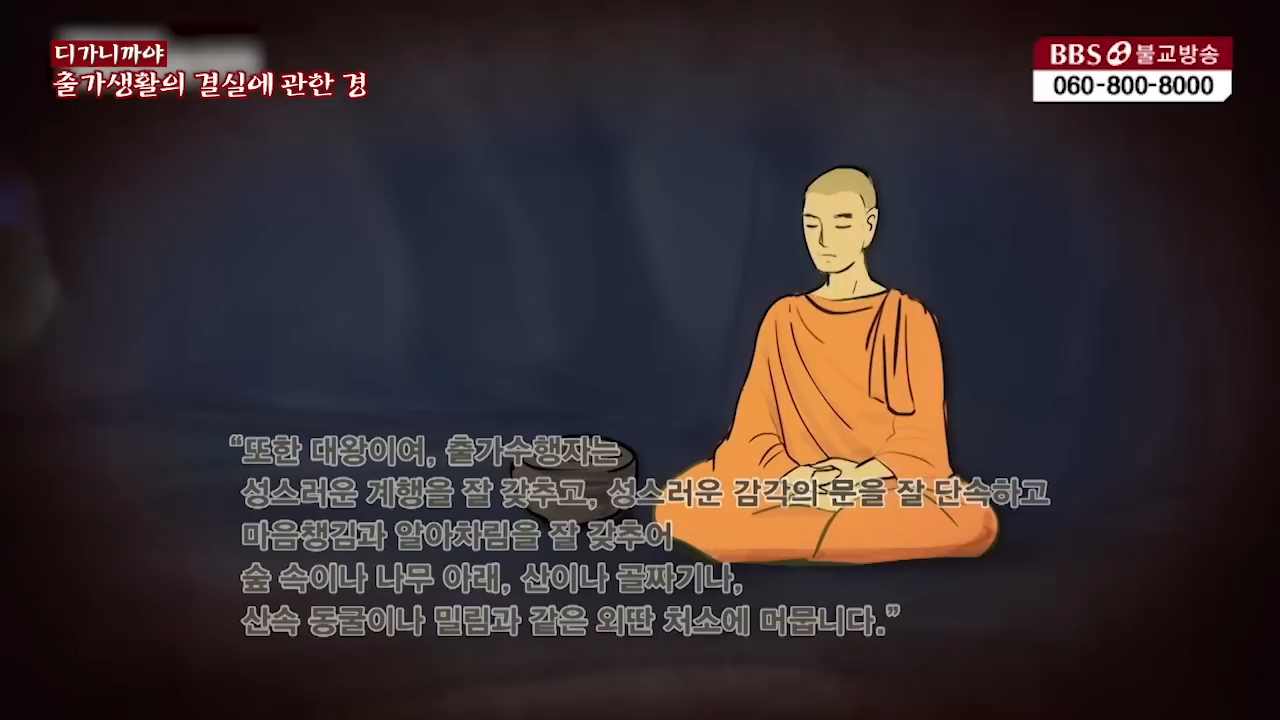 디가니까야
출가생활의 결실에 관한 경
BBS 불교방송
060-800-8000
“또한 대왕이여, 출가수행자는
성스러운 계행을 잘 갖추고, 성스러운 감각의 문을 잘 단속하고
마음챙김과 알아차림을 잘 갖추어
숲 속이나 나무 아래, 산이나 골짜기나,
산속 동굴이나 밀림과 같은 외딴 처소에 머뭅니다.”